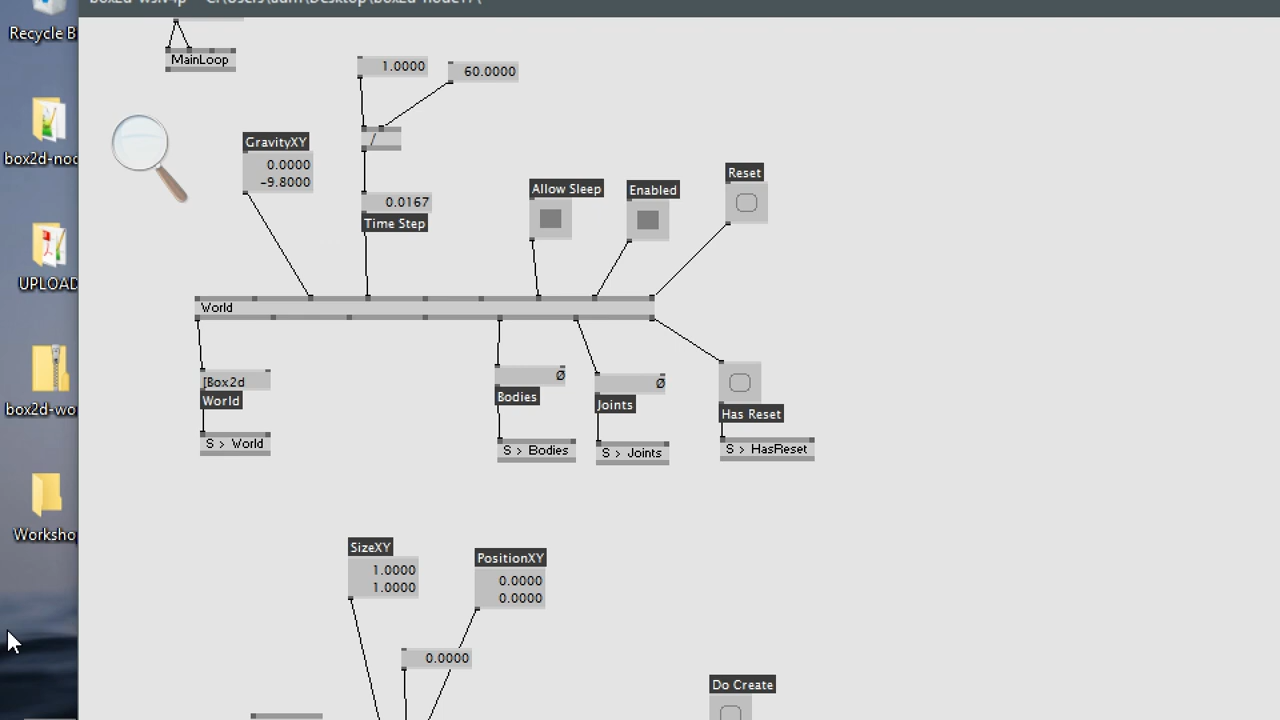 Recycle B
box2d-noo
UPLOAD
box2d-wo
Worksho
MainLoop
1.0000
60.0000
/
GravityXY
0.0000
-9.8000
0.0167
Time Step
Allow Sleep
Enabled
Reset
World
[Box2d
World
S > World
Ø
Bodies
S > Bodies
Ø
Joints
S > Joints
Has Reset
S > HasReset
SizeXY
1.0000
1.0000
PositionXY
0.0000
0.0000
0.0000
Do Create